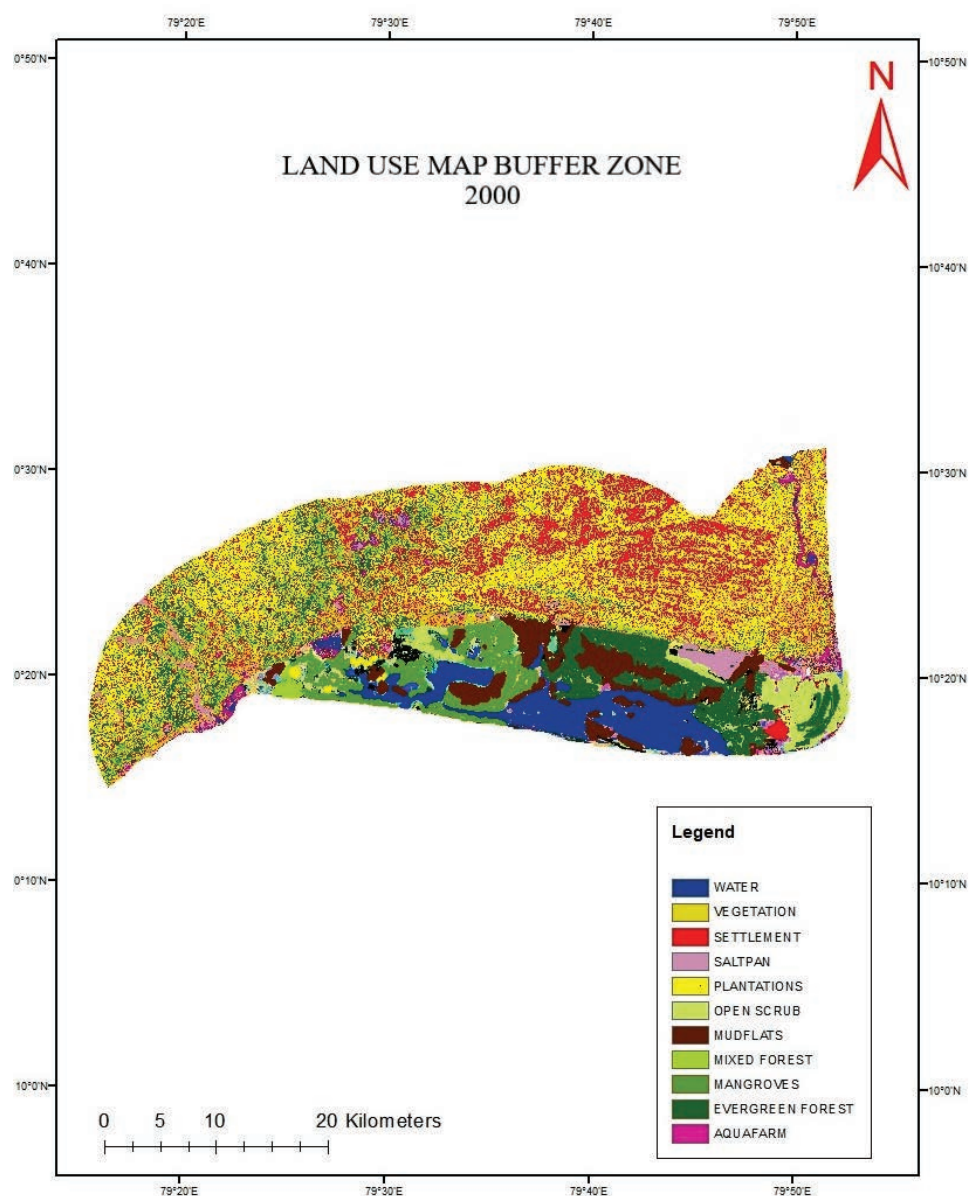 79°20'E 79°30'E 79°40'E 79°50'E
0°50'N 10°50'N
N
LAND USE MAP BUFFER ZONE
2000
0°40'N 10°40'N
0°30'N 10°30'N
0°20'N 10°20'N
Legend
WATER
0°10'N 10°10'N
VEGETATION
SETTLEMENT
SALTPAN
PLANTATIONS
OPEN SCRUB
MUDFLATS
MIXED FOREST
MANGROVES
10°0'N 10°0'N
EVERGREEN FOREST
AQUAFARM
0 5 10 20 Kilometers
79°20'E 79°30'E 79°40'E 79°50'E